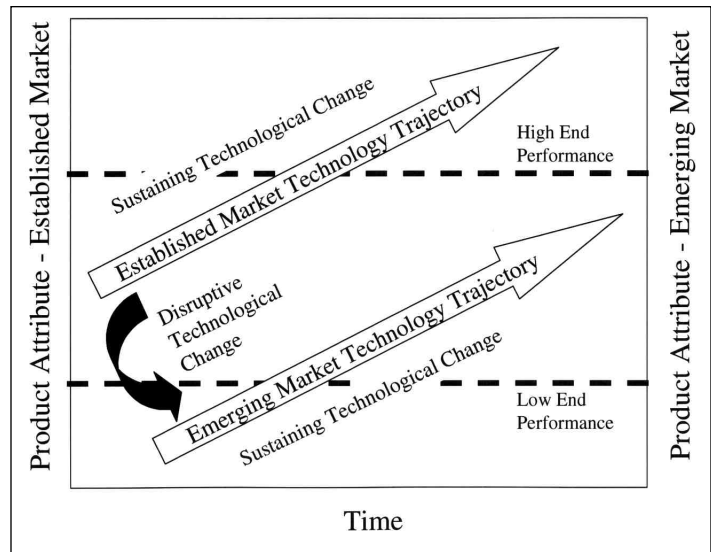 Product Attribute - Established Market
Sustaining Technological Change
Established Market Technology Trajectory
High End
Performance
Disruptive
Technological
Change
Emerging Market Technology Trajectory
Sustaining Technological Change
Low End
Performance
Product Attribute - Emerging Market
Time